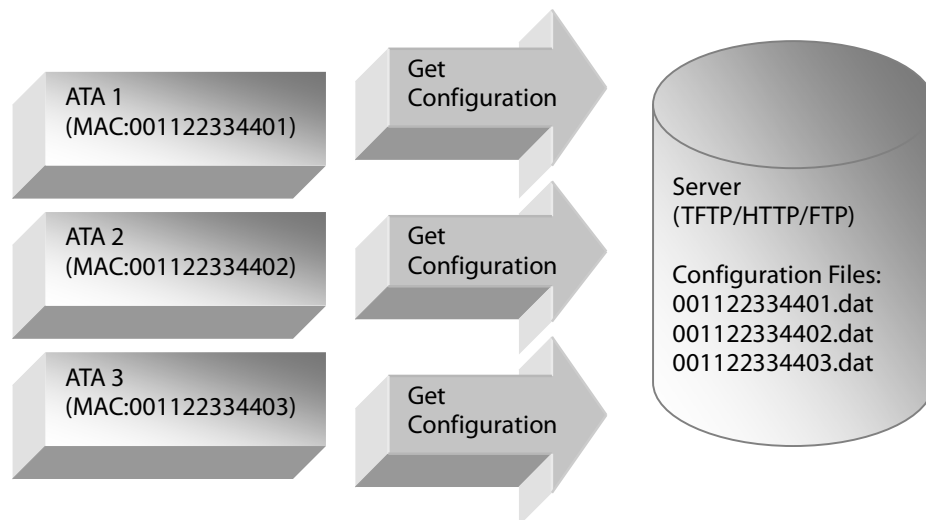 ATA 1
(MAC:001122334401)
Get
Configuration
ATA 2
(MAC:001122334402)
Get
Configuration
ATA 3
(MAC:001122334403)
Get
Configuration
Server
(TFTP/HTTP/FTP)
Configuration Files:
001122334401.dat
001122334402.dat
001122334403.dat